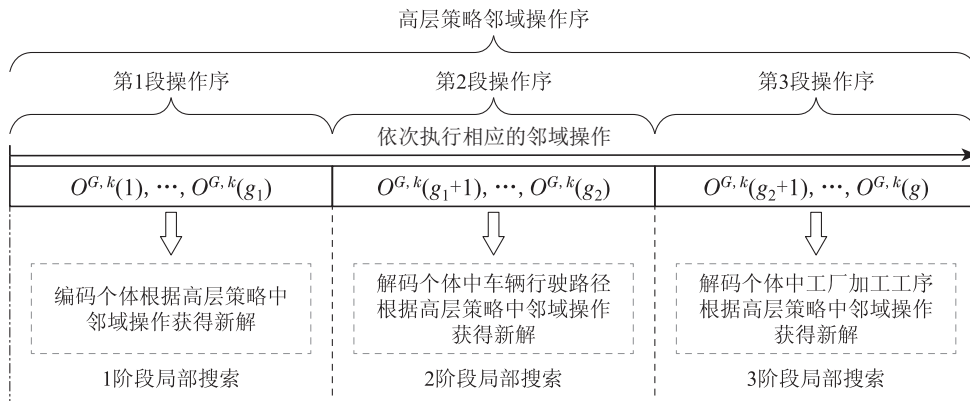 高层策略邻域操作序
第1段操作序
第2段操作序
第3段操作序
依次执行相应的邻域操作
O^{G, k}(1), ⋯, O^{G, k}(g_1)
O^{G, k}(g_1+1), ⋯, O^{G, k}(g_2)
O^{G, k}(g_2+1), ⋯, O^{G, k}(g)
编码个体根据高层策略中
邻域操作获得新解
解码个体中车辆行驶路径
根据高层策略中邻域操作
获得新解
解码个体中工厂加工工序
根据高层策略中邻域操作
获得新解
1阶段局部搜索
2阶段局部搜索
3阶段局部搜索